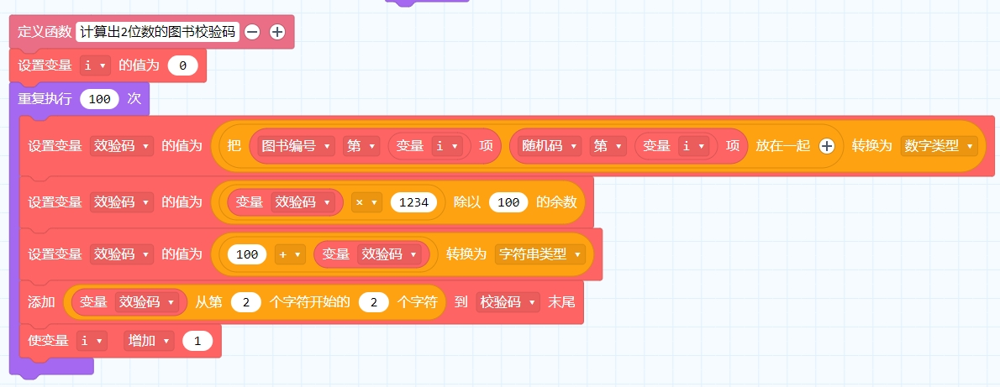 定义函数 计算出2位数的图书校验码
设置变量 i 的值为 0
重复执行 100 次
设置变量 效验码 的值为 把 图书编号 第 变量 i 项 随机码 第 变量 i 项 放在一起 转换为 数字类型
设置变量 效验码 的值为 变量 效验码 × 1234 除以 100 的余数
设置变量 效验码 的值为 100 + 变量 效验码 转换为 字符串类型
添加 变量 效验码 从第 2 个字符开始的 2 个字符 到 校验码 末尾
使变量 i 增加 1